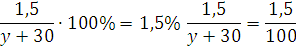 1,5/(y + 30) · 100% = 1,5% 1,5/(y + 30) = 1,5/100